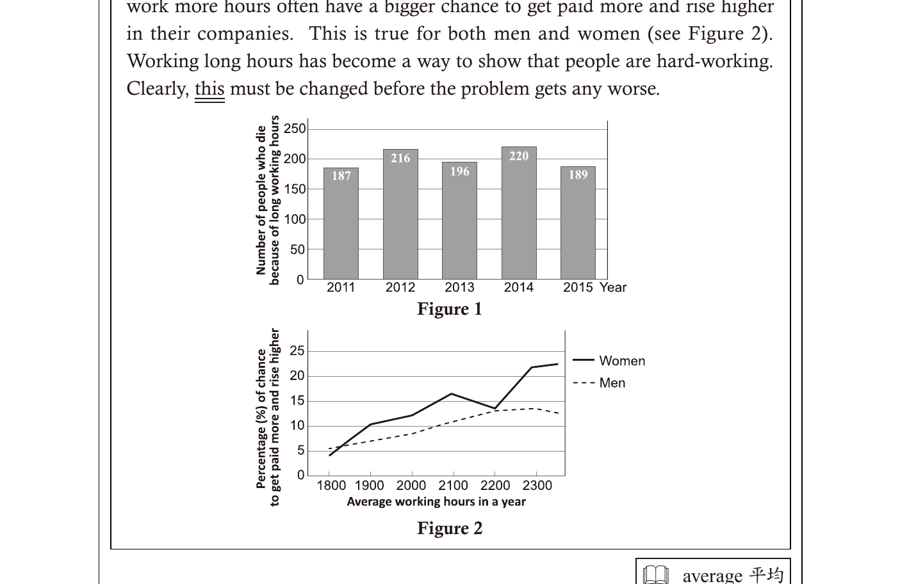 work more hours often have a bigger chance to get paid more and rise higher
in their companies. This is true for both men and women (see Figure 2).
Working long hours has become a way to show that people are hard-working.
Clearly, this must be changed before the problem gets any worse.
Number of people who die
because of long working hours
250
200
150
100
50
0
187
216
196
220
189
2011 2012 2013 2014 2015 Year
Figure 1
Percentage (%) of chance
to get paid more and rise higher
25
20
15
10
5
0
Women
Men
1800 1900 2000 2100 2200 2300
Average working hours in a year
Figure 2
average 平均